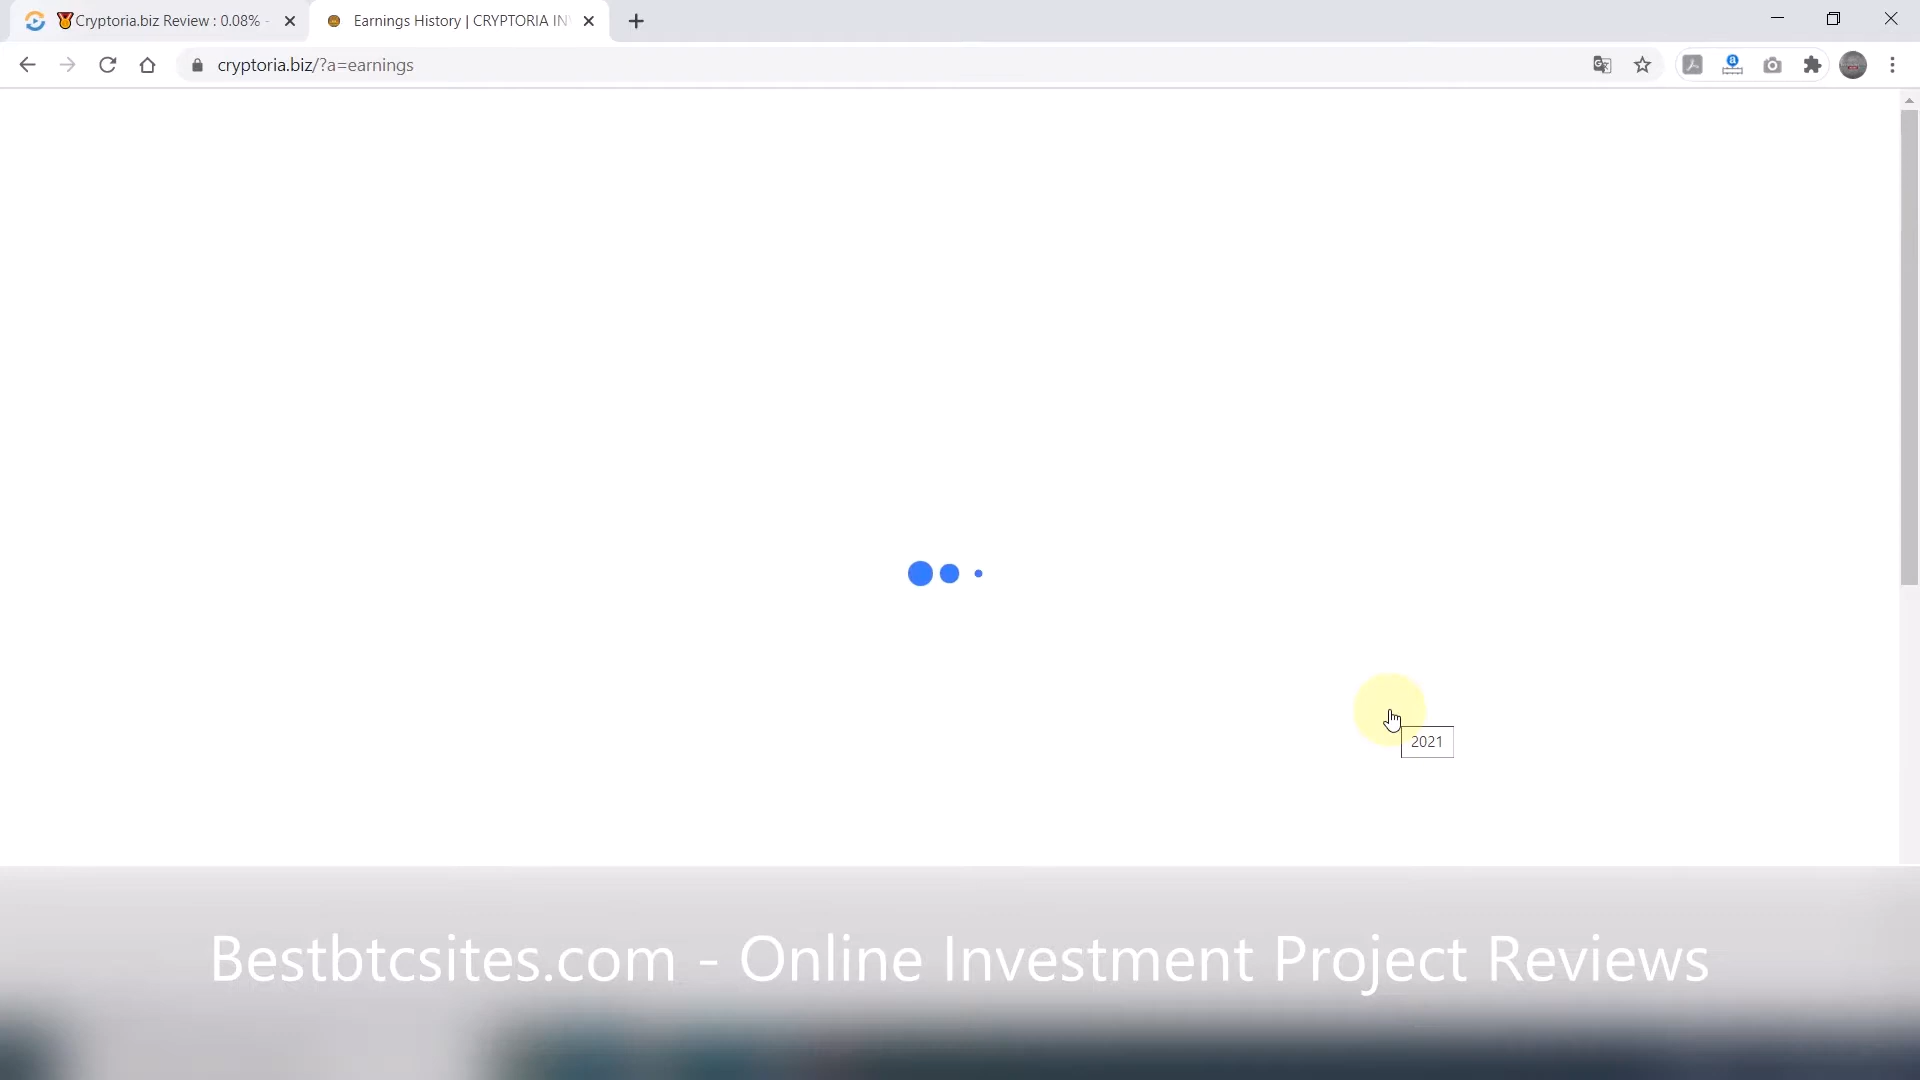 Cryptoria.biz Review : 0.08% -
Earnings History | CRYPTORIA IN
cryptoria.biz/?a=earnings
2021
Bestbtcsites.com - Online Investment Project Reviews